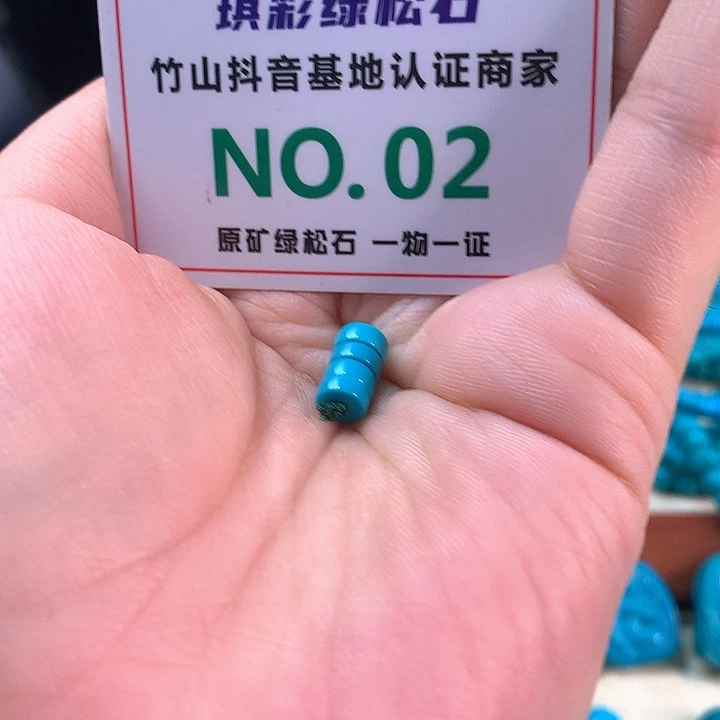 琪彩绿松石
竹山抖音基地认证商家
NO.02
原矿绿松石 一物一证